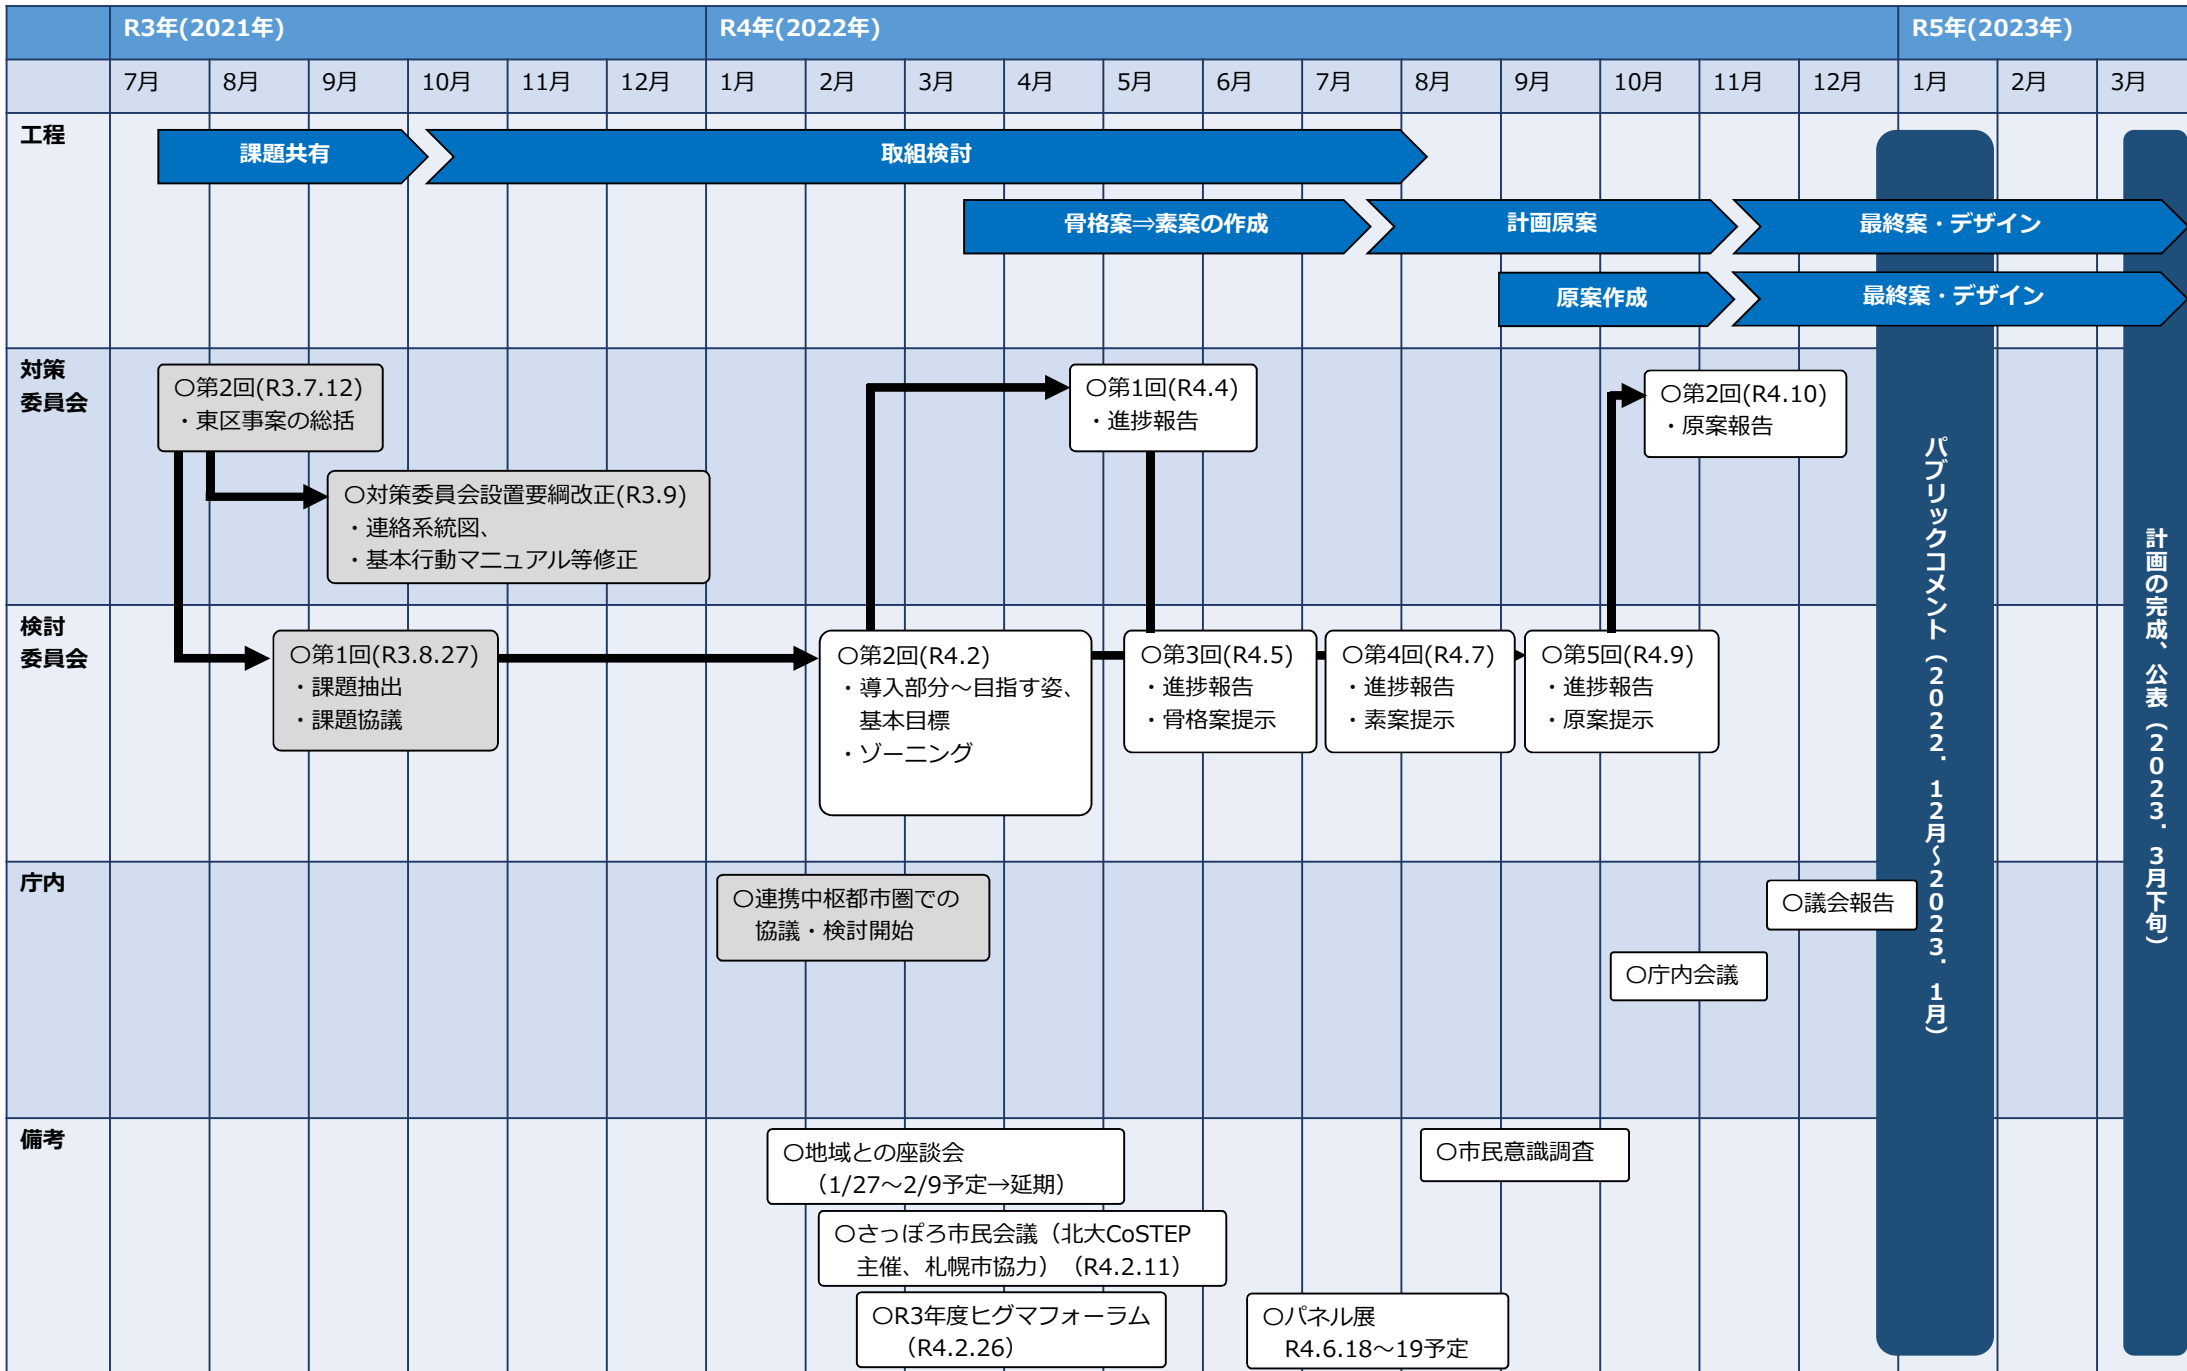 R3年(2021年)
R4年(2022年)
R5年(2023年)
7月
8月
9月
10月
11月
12月
1月
2月
3月
4月
5月
6月
7月
8月
9月
10月
11月
12月
1月
2月
3月
工程
課題共有
取組検討
骨格案⇒素案の作成
計画原案
最終案・デザイン
原案作成
最終案・デザイン
対策
委員会
〇第2回(R3.7.12)
・東区事案の総括
〇対策委員会設置要綱改正(R3.9)
・連絡系統図、
・基本行動マニュアル等修正
〇第1回(R4.4)
・進捗報告
〇第2回(R4.10)
・原案報告
検討
委員会
〇第1回(R3.8.27)
・課題抽出
・課題協議
〇第2回(R4.2)
・導入部分～目指す姿、
基本目標
・ゾーニング
〇第3回(R4.5)
・進捗報告
・骨格案提示
〇第4回(R4.7)
・進捗報告
・素案提示
〇第5回(R4.9)
・進捗報告
・原案提示
庁内
〇連携中枢都市圏での
協議・検討開始
〇議会報告
〇庁内会議
備考
〇地域との座談会
（1/27～2/9予定→延期）
〇さっぽろ市民会議（北大CoSTEP
主催、札幌市協力）（R4.2.11）
〇R3年度ヒグマフォーラム
（R4.2.26）
〇市民意識調査
〇パネル展
R4.6.18～19予定
パブリックコメント（2022．12月～2023．1月）
計画の完成、公表（2023．3月下旬）